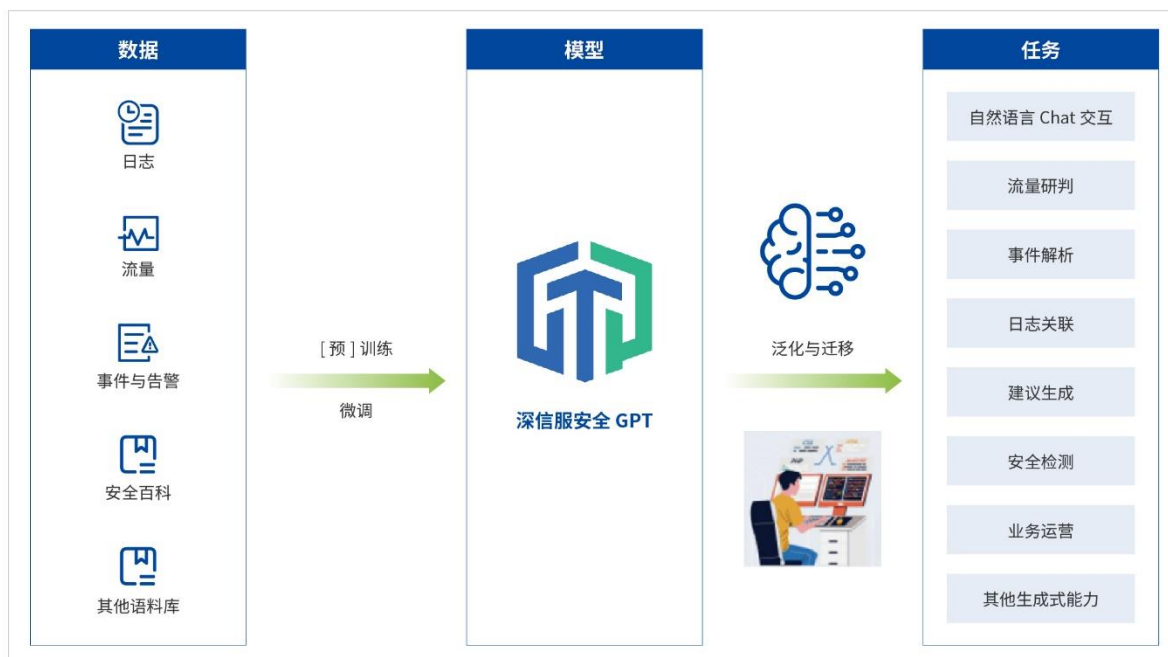 数据
日志
流量
事件与告警
安全百科
其他语料库
[ 预 ] 训练
微调
模型
深信服安全 GPT
泛化与迁移
任务
自然语言 Chat 交互
流量研判
事件解析
日志关联
建议生成
安全检测
业务运营
其他生成式能力